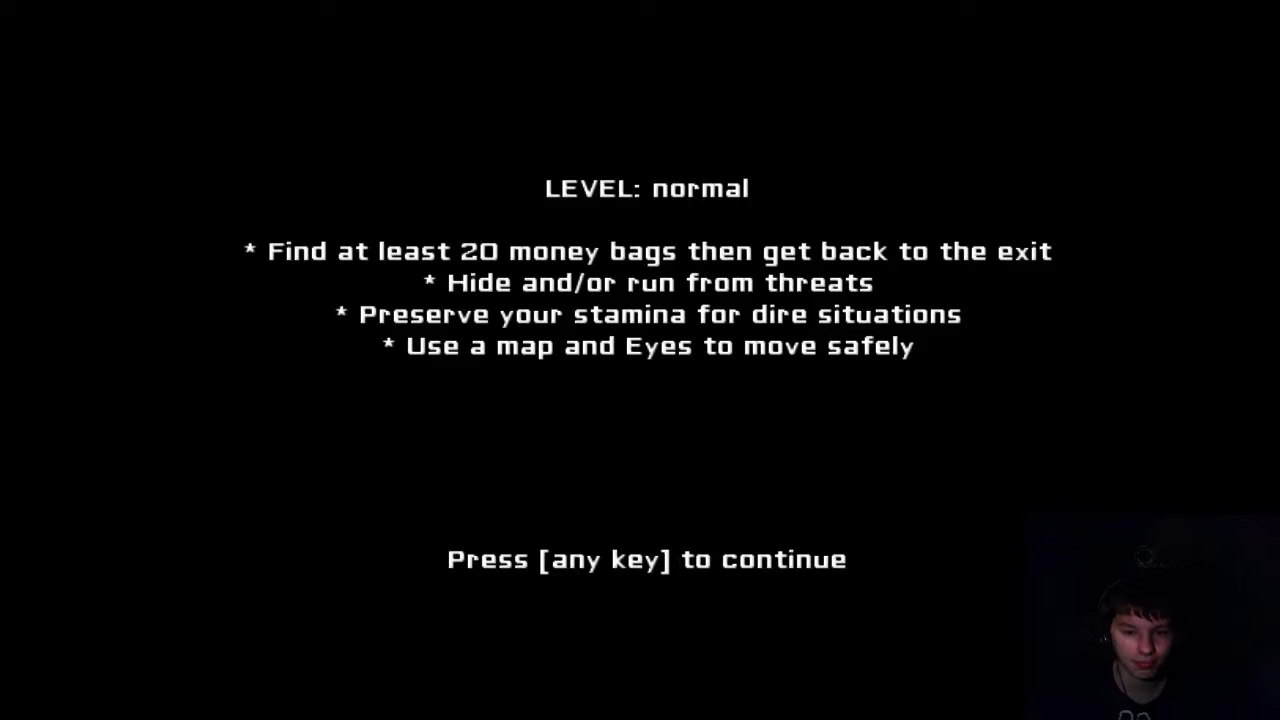 LEVEL: normal
* Find at least 20 money bags then get back to the exit
* Hide and/or run from threats
* Preserve your stamina for dire situations
* Use a map and Eyes to move safely
Press [any key] to continue